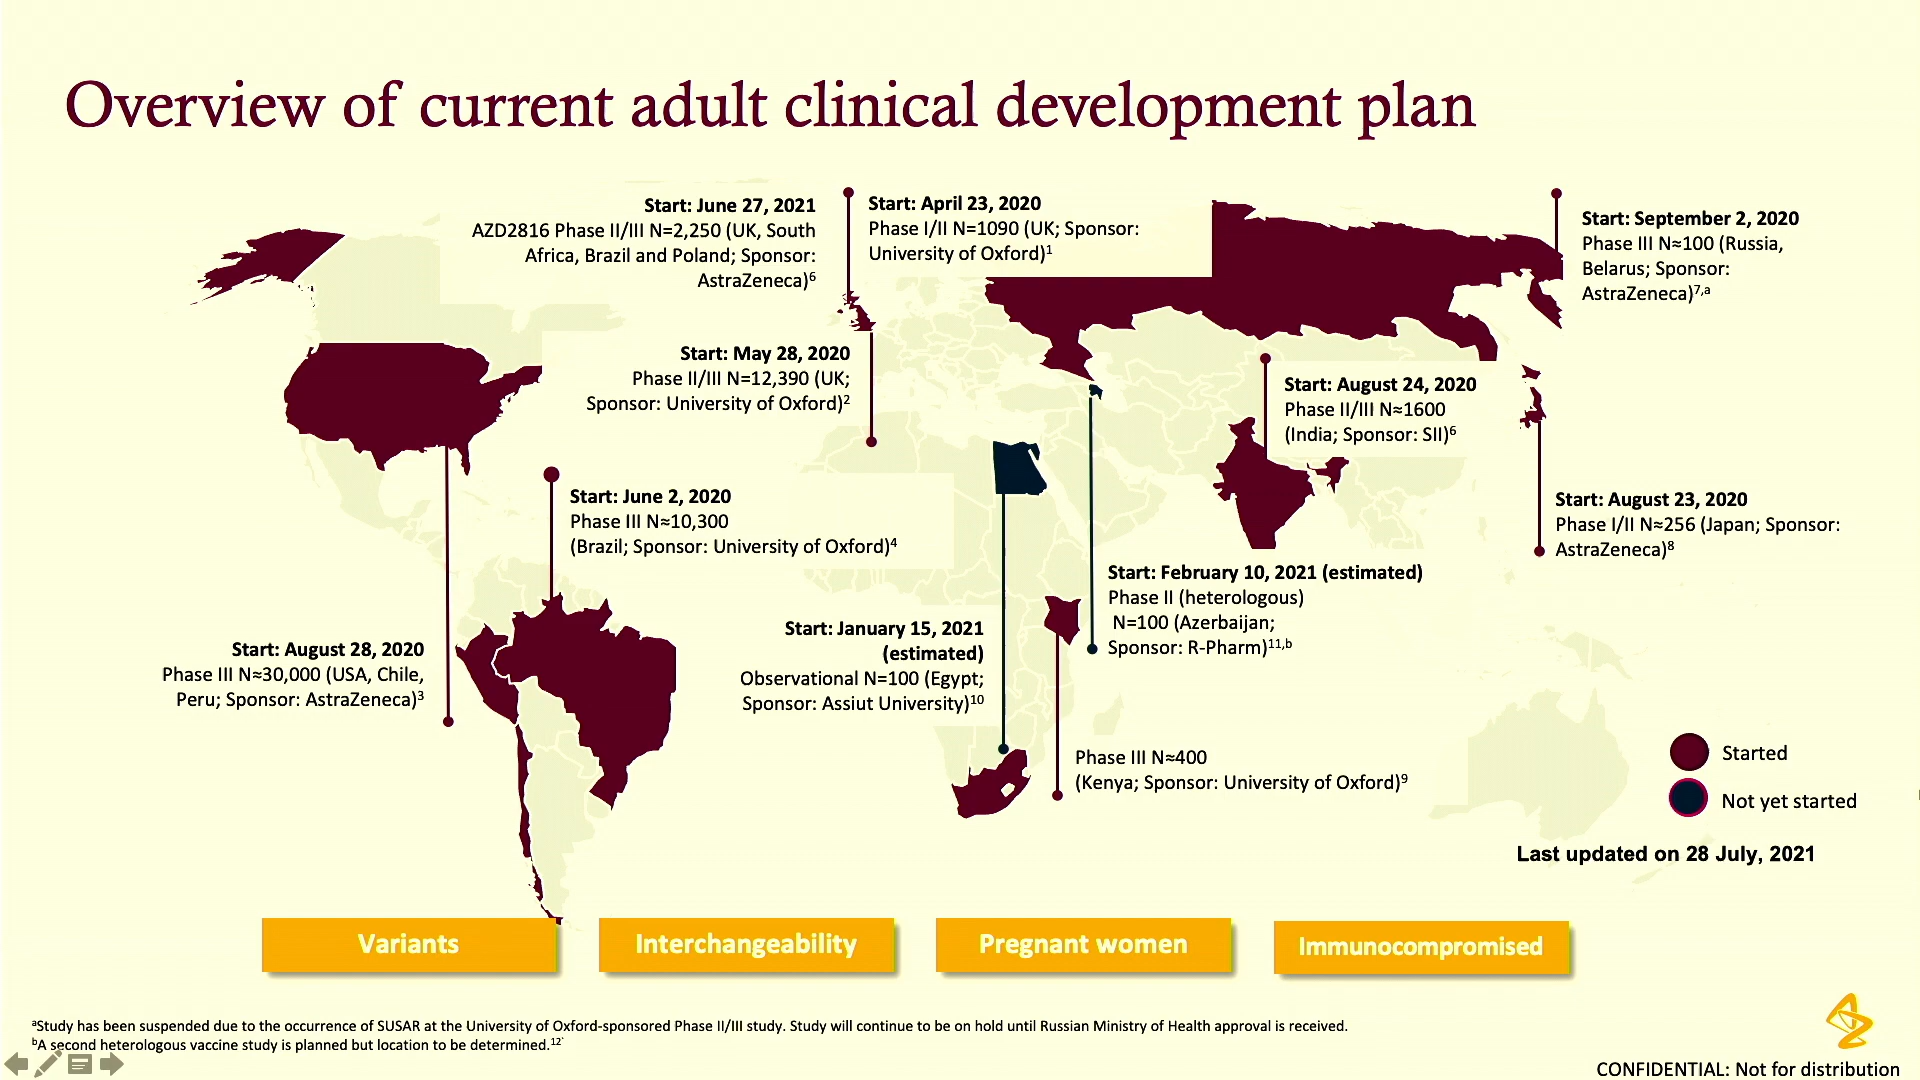 Overview of current adult clinical development plan
Start: June 27, 2021
AZD2816 Phase II/III N=2,250 (UK, South
Africa, Brazil and Poland; Sponsor:
AstraZeneca)⁶
Start: April 23, 2020
Phase I/II N=1090 (UK; Sponsor:
University of Oxford)¹
Start: September 2, 2020
Phase III N≈100 (Russia,
Belarus; Sponsor:
AstraZeneca)⁷,ᵃ
Start: May 28, 2020
Phase II/III N=12,390 (UK;
Sponsor: University of Oxford)²
Start: August 24, 2020
Phase II/III N≈1600
(India; Sponsor: SII)⁶
Start: June 2, 2020
Phase III N≈10,300
(Brazil; Sponsor: University of Oxford)⁴
Start: August 23, 2020
Phase I/II N≈256 (Japan; Sponsor:
AstraZeneca)⁸
Start: February 10, 2021 (estimated)
Phase II (heterologous)
N=100 (Azerbaijan;
Sponsor: R-Pharm)¹¹,ᵇ
Start: January 15, 2021
(estimated)
Observational N=100 (Egypt;
Sponsor: Assiut University)¹⁰
Start: August 28, 2020
Phase III N≈30,000 (USA, Chile,
Peru; Sponsor: AstraZeneca)³
Phase III N≈400
(Kenya; Sponsor: University of Oxford)⁹
Started
Not yet started
Last updated on 28 July, 2021
Variants
Interchangeability
Pregnant women
Immunocompromised
ᵃStudy has been suspended due to the occurrence of SUSAR at the University of Oxford-sponsored Phase II/III study. Study will continue to be on hold until Russian Ministry of Health approval is received.
ᵇA second heterologous vaccine study is planned but location to be determined.¹²
CONFIDENTIAL: Not for distribution